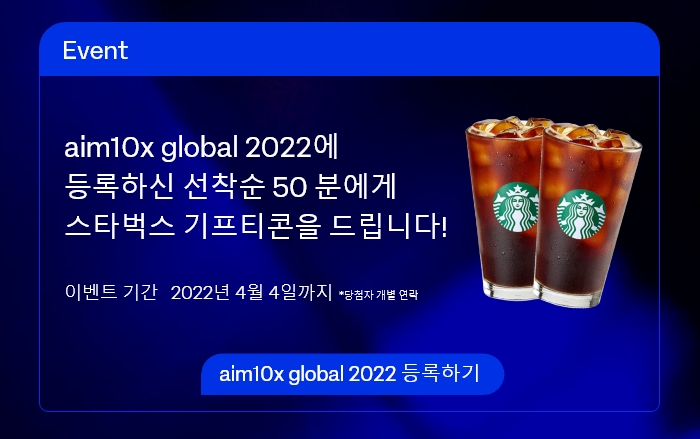 Event
aim10x global 2022에
등록하신 선착순 50 분에게
스타벅스 기프티콘을 드립니다!
이벤트 기간 2022년 4월 4일까지 *당첨자 개별 연락
aim10x global 2022 등록하기